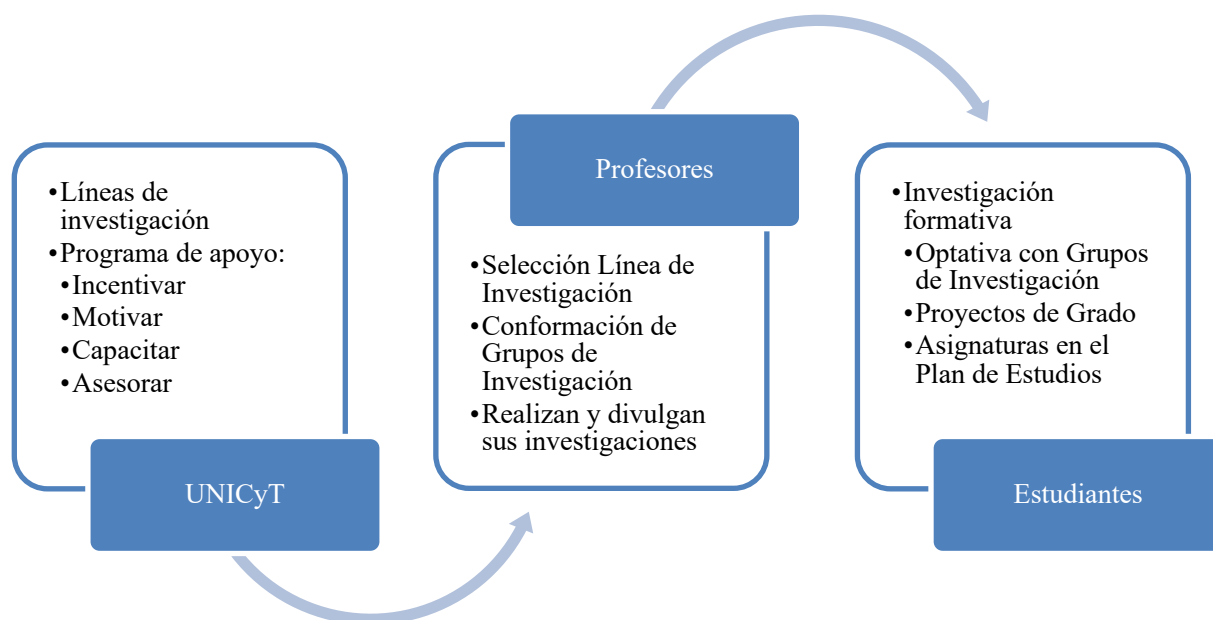 •Líneas de
investigación
•Programa de apoyo:
•Incentivar
•Motivar
•Capacitar
•Asesorar
UNICyT
Profesores
•Selección Línea de
Investigación
•Conformación de
Grupos de
Investigación
•Realizan y divulgan
sus investigaciones
•Investigación
formativa
•Optativa con Grupos
de Investigación
•Proyectos de Grado
•Asignaturas en el
Plan de Estudios
Estudiantes